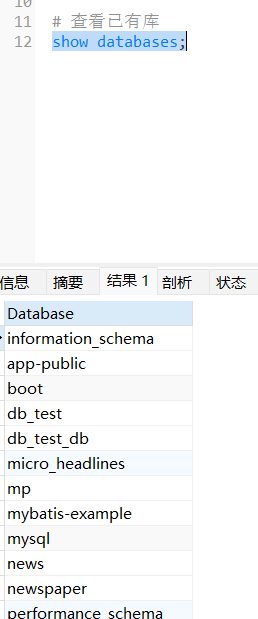 10
11 # 查看已有库
12 show databases;
信息 摘要 结果 1 剖析 状态
Database
information_schema
app-public
boot
db_test
db_test_db
micro_headlines
mp
mybatis-example
mysql
news
newspaper
performance_schema